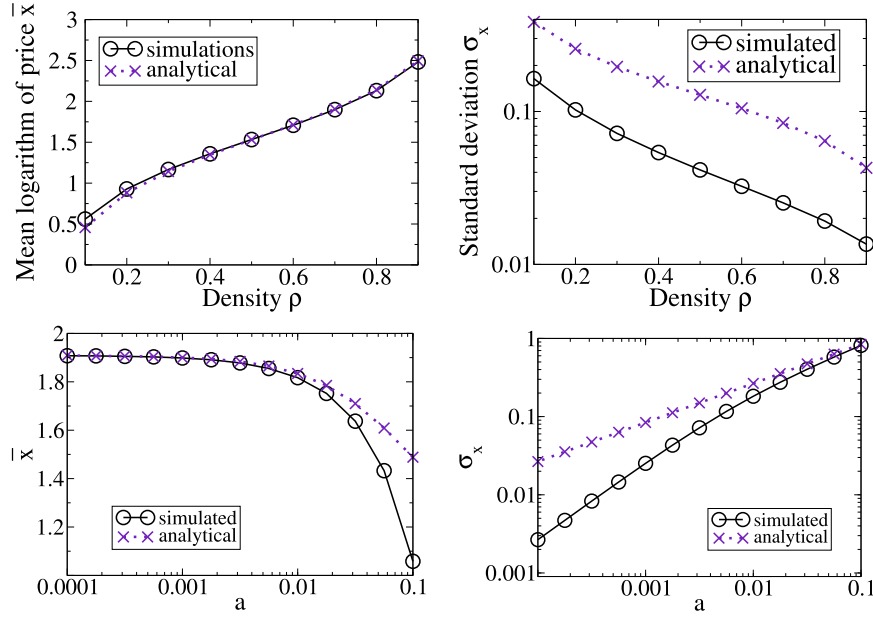 Mean logarithm of price x̄
3
2.5
2
1.5
1
0.5
0
simulations
analytical
0.2 0.4 0.6 0.8
Density ρ
Standard deviation σx
0.1
0.01
simulated
analytical
0.2 0.4 0.6 0.8
Density ρ
x̄
2
1.8
1.6
1.4
1.2
simulated
analytical
0.0001 0.001 0.01 0.1
a
σx
1
0.1
0.01
0.001
simulated
analytical
0.001 0.01 0.1
a